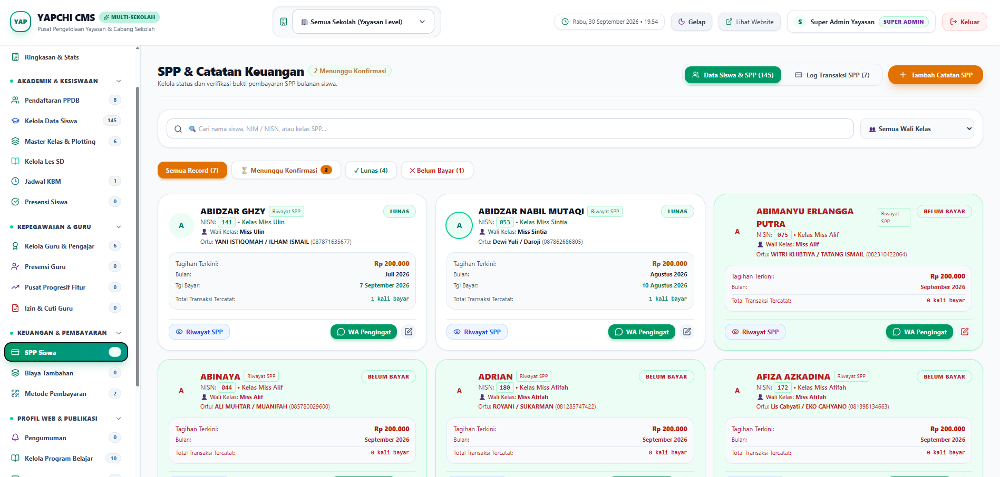 YAP
YAPCHI CMS
MULTI-SEKOLAH
Pusat Pengelolaan Yayasan & Cabang Sekolah
Semua Sekolah (Yayasan Level)
Rabu, 30 September 2026 • 19.54
Gelap
Lihat Website
S
Super Admin Yayasan
SUPER ADMIN
Keluar
Ringkasan & Stats
AKADEMIK & KESISWAAN
Pendaftaran PPDB 8
Kelola Data Siswa 145
Master Kelas & Plotting 6
Kelola Les SD
Jadwal KBM 1
Presensi Siswa 0
KEPEGAWAIAN & GURU
Kelola Guru & Pengajar 6
Presensi Guru 0
Pusat Progresif Fitur 0
Izin & Cuti Guru 0
KEUANGAN & PEMBAYARAN
SPP Siswa
Biaya Tambahan 0
Metode Pembayaran 2
PROFIL WEB & PUBLIKASI
Pengumuman 0
Kelola Program Belajar 10
SPP & Catatan Keuangan
2 Menunggu Konfirmasi
Kelola status dan verifikasi bukti pembayaran SPP bulanan siswa.
Data Siswa & SPP (145)
Log Transaksi SPP (7)
+ Tambah Catatan SPP
🔍 Cari nama siswa, NIM / NISN, atau kelas SPP...
👥 Semua Wali Kelas
Semua Record (7)
⏳ Menunggu Konfirmasi 2
✓ Lunas (4)
✕ Belum Bayar (1)
A
ABIDZAR GHZY
Riwayat SPP
LUNAS
NISN: 141 • Kelas Miss Ulin
👤 Wali Kelas: Miss Ulin
Ortu: YANI ISTIQOMAH / ILHAM ISMAIL (087871635677)
Tagihan Terkini: Rp 200.000
Bulan: Juli 2026
Tgl Bayar: 7 September 2026
Total Transaksi Tercatat: 1 kali bayar
Riwayat SPP
WA Pengingat
A
ABIDZAR NABIL MUTAQI
Riwayat SPP
LUNAS
NISN: 053 • Kelas Miss Sintia
👤 Wali Kelas: Miss Sintia
Ortu: Dewi Yuli / Daroji (087862686805)
Tagihan Terkini: Rp 200.000
Bulan: Agustus 2026
Tgl Bayar: 10 Agustus 2026
Total Transaksi Tercatat: 1 kali bayar
Riwayat SPP
WA Pengingat
A
ABIMANYU ERLANGGA
PUTRA
Riwayat
SPP
BELUM BAYAR
NISN: 075 • Kelas Miss Alif
👤 Wali Kelas: Miss Alif
Ortu: WITRI KHIBTIYA / TATANG ISMAIL (082310422064)
Tagihan Terkini: Rp 200.000
Bulan: September 2026
Total Transaksi Tercatat: 0 kali bayar
Riwayat SPP
WA Pengingat
A
ABINAYA
Riwayat SPP
BELUM BAYAR
NISN: 044 • Kelas Miss Alif
👤 Wali Kelas: Miss Alif
Ortu: ALI MUHTAR / MUANIFAH (085780029600)
Tagihan Terkini: Rp 200.000
Bulan: September 2026
Total Transaksi Tercatat: 0 kali bayar
A
ADRIAN
Riwayat SPP
BELUM BAYAR
NISN: 180 • Kelas Miss Afifah
👤 Wali Kelas: Miss Afifah
Ortu: ROYANI / SUKARMAN (081285747422)
Tagihan Terkini: Rp 200.000
Bulan: September 2026
Total Transaksi Tercatat: 0 kali bayar
A
AFIZA AZKADINA
Riwayat SPP
BELUM BAYAR
NISN: 172 • Kelas Miss Afifah
👤 Wali Kelas: Miss Afifah
Ortu: Lis Cahyati / EKO CAHYANO (081398134663)
Tagihan Terkini: Rp 200.000
Bulan: September 2026
Total Transaksi Tercatat: 0 kali bayar